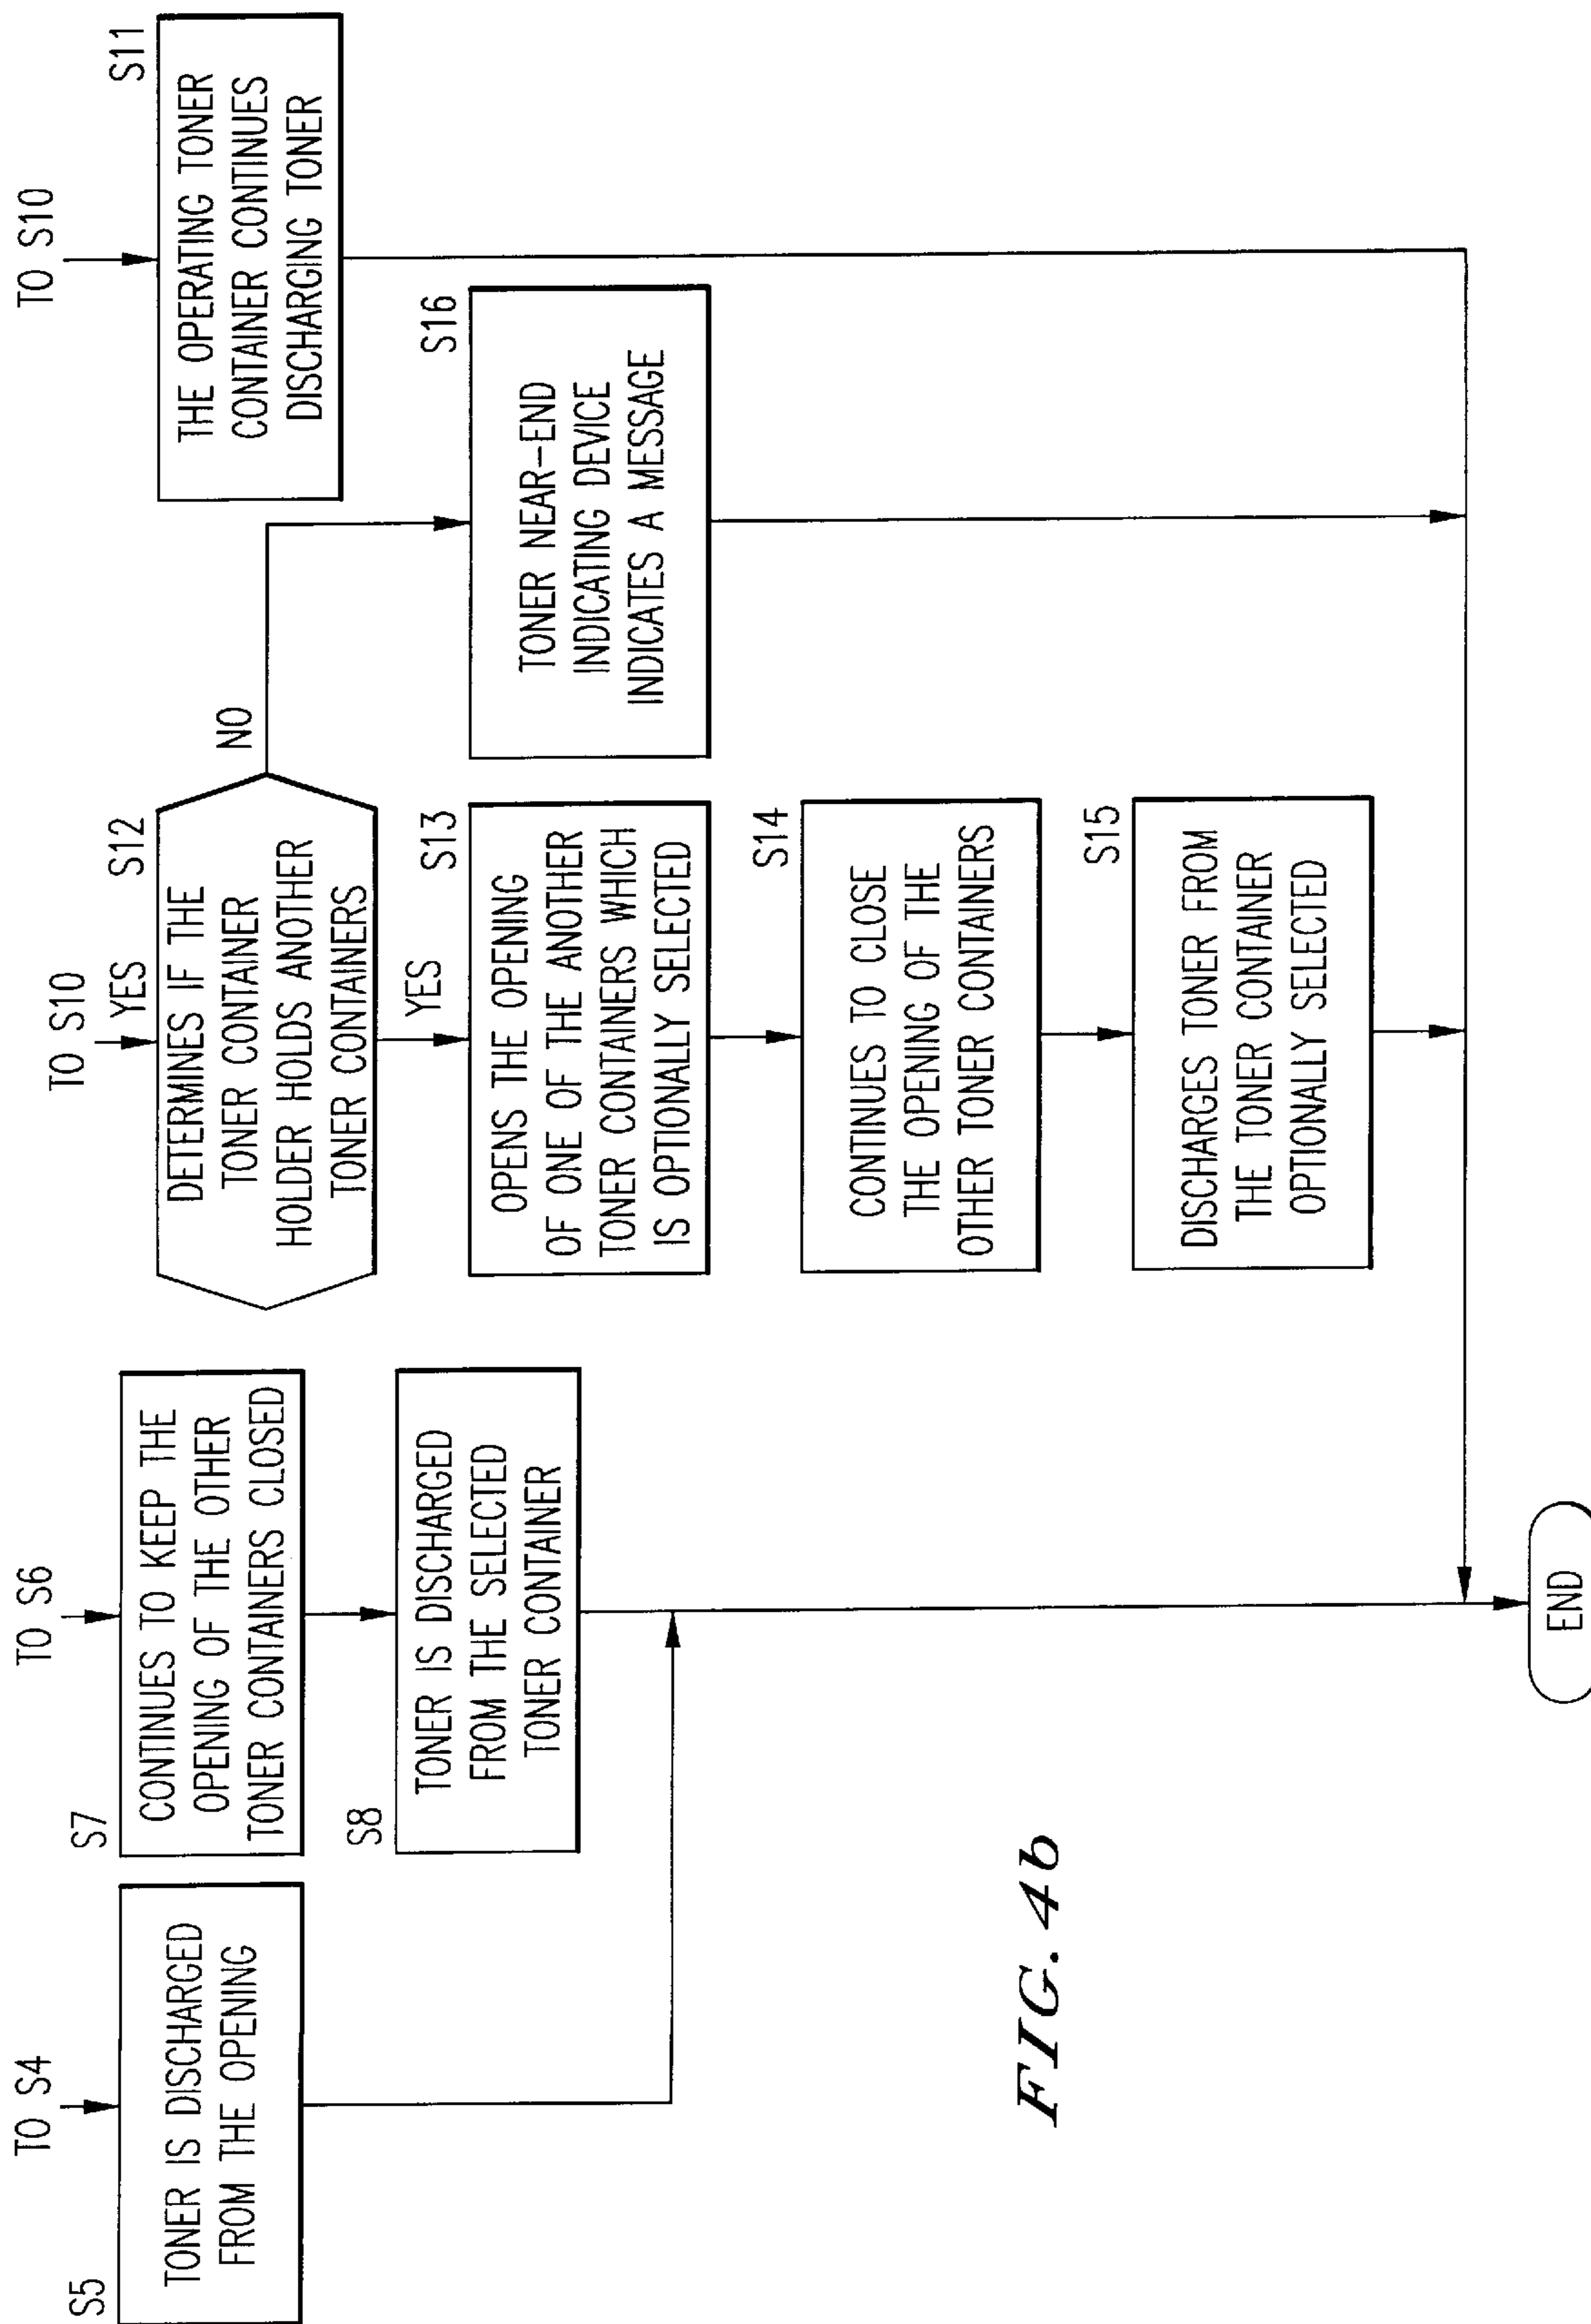 TO S4
S5
TONER IS DISCHARGED
FROM THE OPENING
TO S6
S7
CONTINUES TO KEEP THE
OPENING OF THE OTHER
TONER CONTAINERS CLOSED
S8
TONER IS DISCHARGED
FROM THE SELECTED
TONER CONTAINER
TO S10
YES
S12
DETERMINES IF THE
TONER CONTAINER
HOLDER HOLDS ANOTHER
TONER CONTAINERS
NO
YES
S13
OPENS THE OPENING
OF ONE OF THE ANOTHER
TONER CONTAINERS WHICH
IS OPTIONALLY SELECTED
S14
CONTINUES TO CLOSE
THE OPENING OF THE
OTHER TONER CONTAINERS
S15
DISCHARGES TONER FROM
THE TONER CONTAINER
OPTIONALLY SELECTED
S16
TONER NEAR-END
INDICATING DEVICE
INDICATES A MESSAGE
TO S10
S11
THE OPERATING TONER
CONTAINER CONTINUES
DISCHARGING TONER
END
FIG. 4b